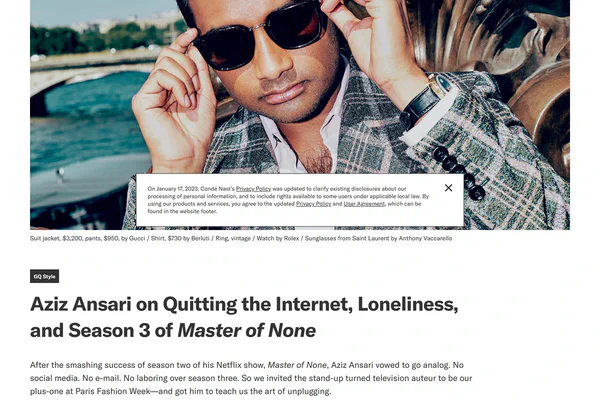 On January 17, 2023, Condé Nast's Privacy Policy was updated to clarify existing disclosures about our
processing of personal information, and to include rights available to some users under applicable local law. By
using our products and services, you agree to the updated Privacy Policy and User Agreement, which can be
found in the website footer.
Suit jacket, $3,200, pants, $950, by Gucci / Shirt, $730 by Berluti / Ring, vintage / Watch by Rolex / Sunglasses from Saint Laurent by Anthony Vaccarello
GQ Style
Aziz Ansari on Quitting the Internet, Loneliness,
and Season 3 of Master of None
After the smashing success of season two of his Netflix show, Master of None, Aziz Ansari vowed to go analog. No
social media. No e-mail. No laboring over season three. So we invited the stand-up turned television auteur to be our
plus-one at Paris Fashion Week—and got him to teach us the art of unplugging.